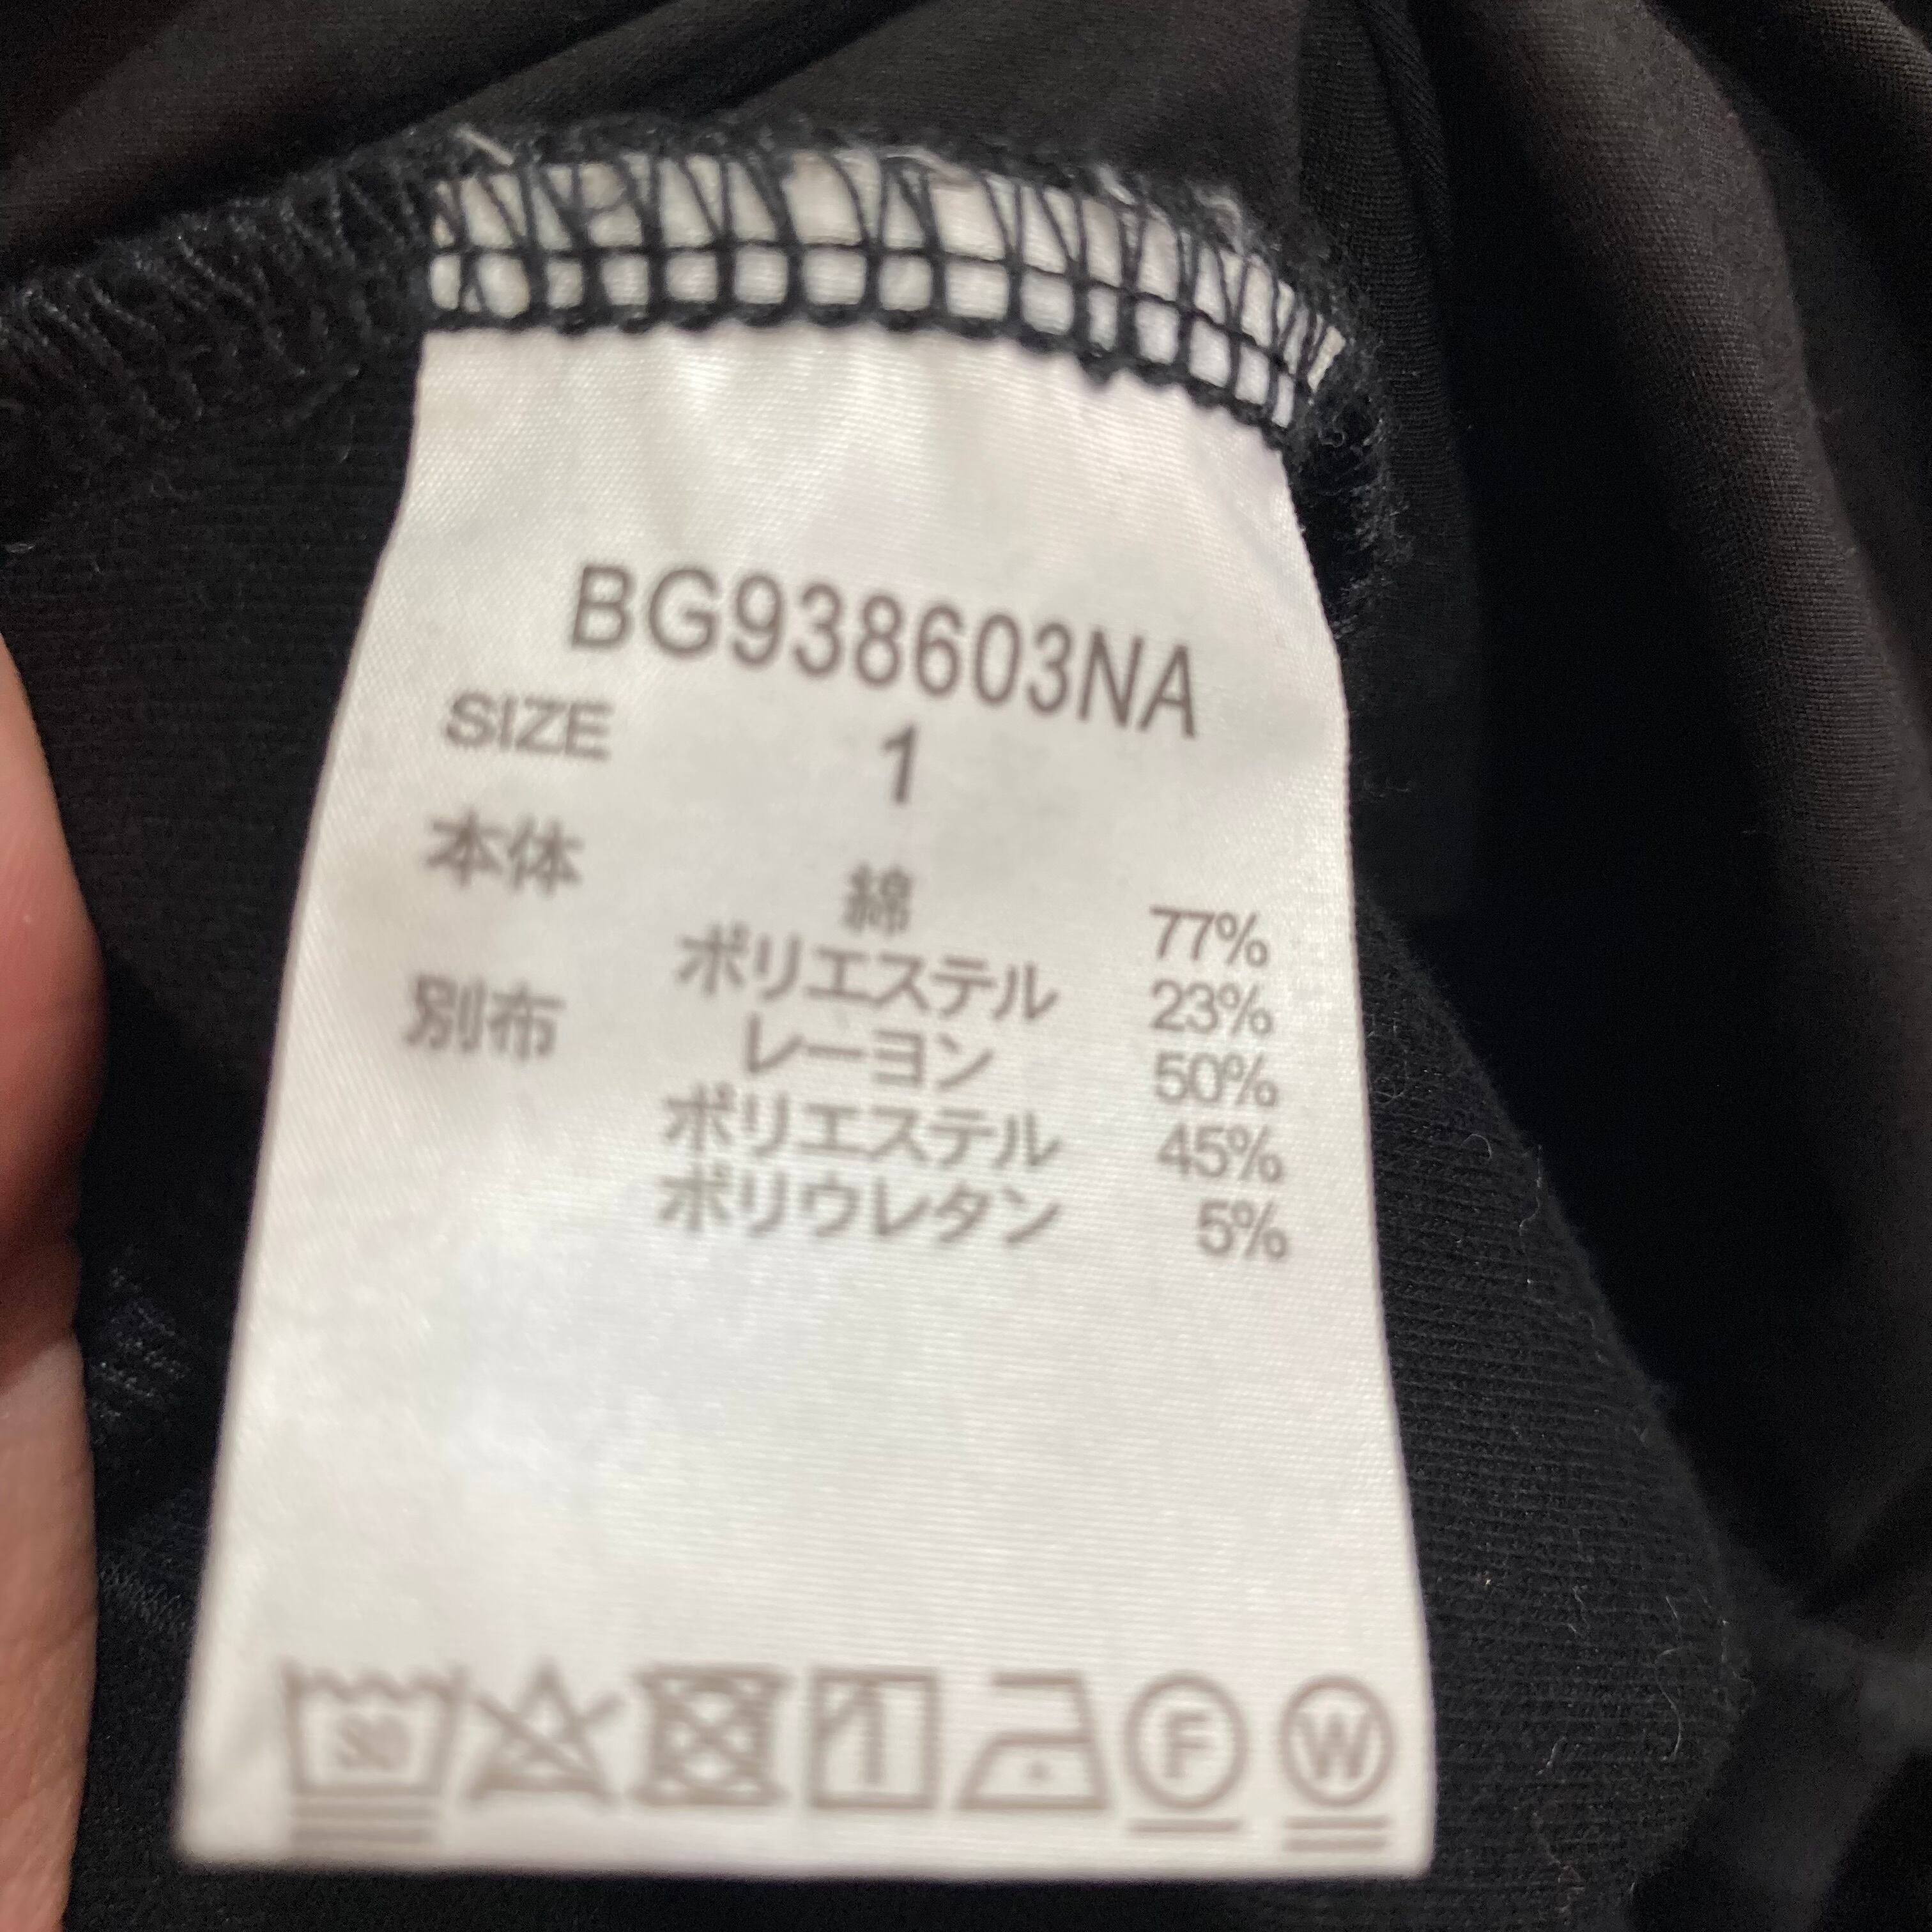 BG938603NA
SIZE 1
本体 綿 77%
ポリエステル 23%
別布 レーヨン 50%
ポリエステル 45%
ポリウレタン 5%
F W